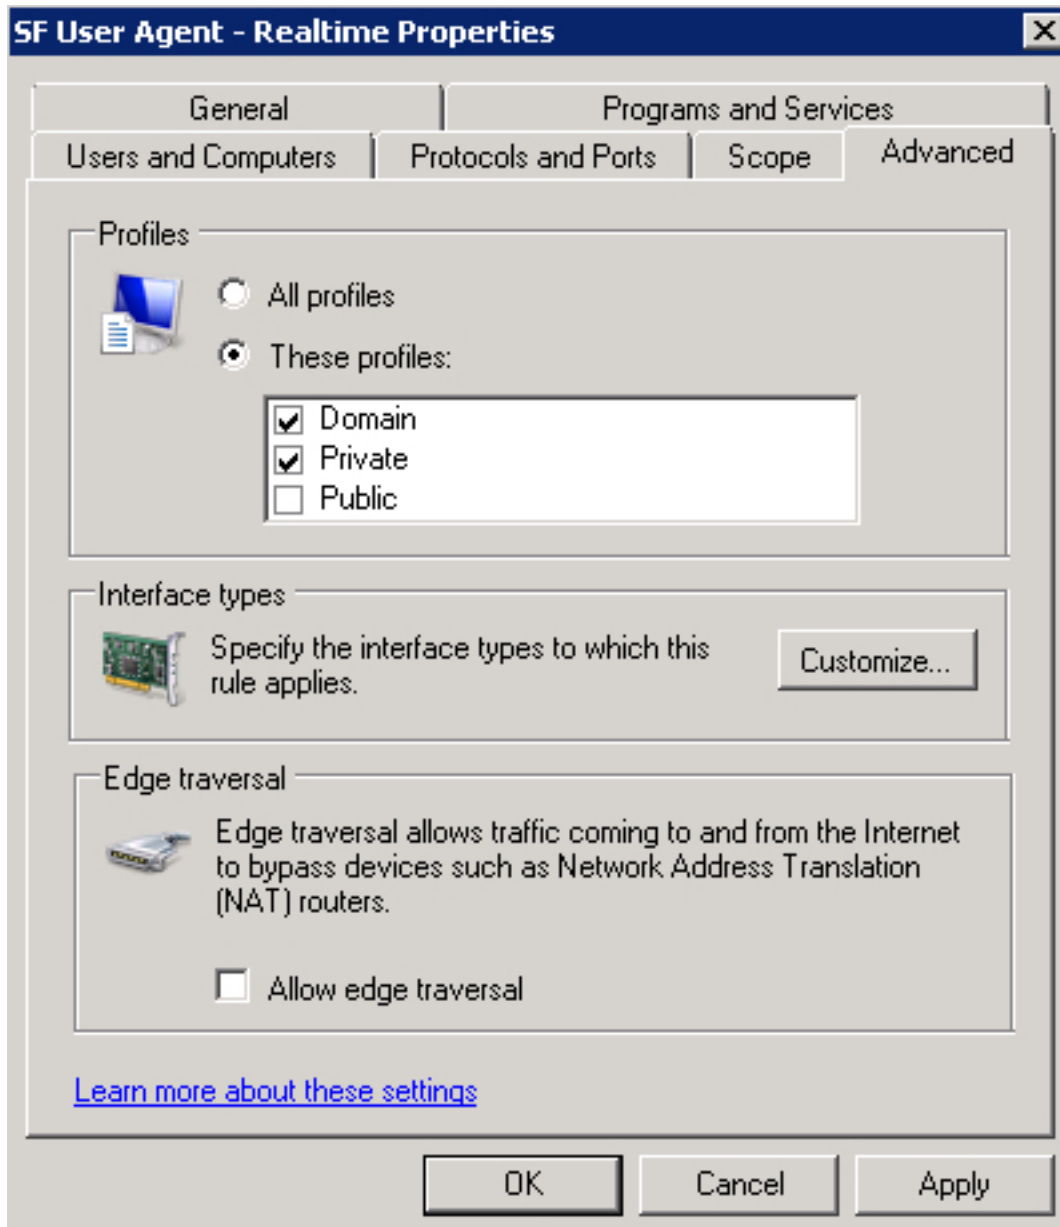 SF User Agent - Realtime Properties
General
Programs and Services
Users and Computers
Protocols and Ports
Scope
Advanced
Profiles
All profiles
These profiles:
Domain
Private
Public
Interface types
Specify the interface types to which this
rule applies.
Customize...
Edge traversal
Edge traversal allows traffic coming to and from the Internet
to bypass devices such as Network Address Translation
(NAT) routers.
Allow edge traversal
Learn more about these settings
OK
Cancel
Apply